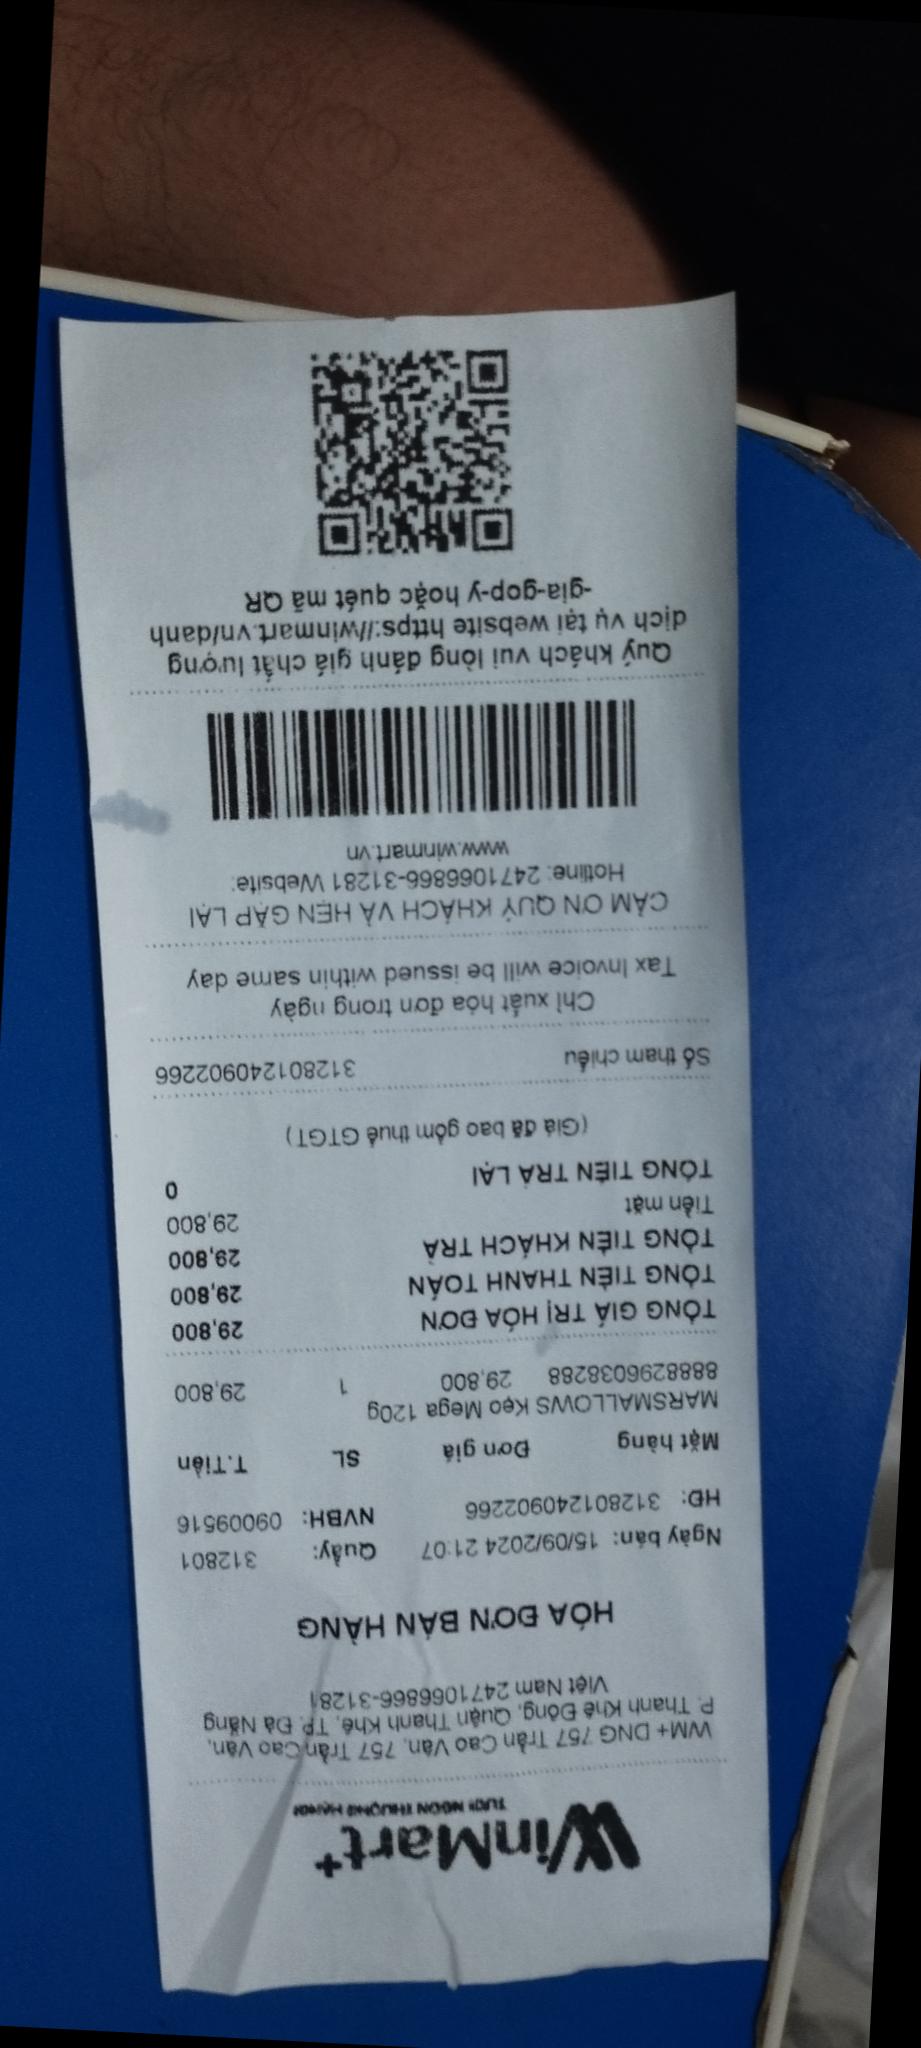 WinMart+
TƯƠI NGON THƯỢNG HẠNG
WM+ DNG 757 Trần Cao Vân, 757 Trần Cao Vân,
P. Thanh Khê Đông, Quận Thanh Khê, TP. Đà Nẵng
Việt Nam 2471066866-31281
HÓA ĐƠN BÁN HÀNG
Ngày bán: 15/09/2024 21:07 Quầy: 312801
HĐ: 312801240902266 NVBH: 09009516
Mặt hàng Đơn giá SL T.Tiền
MARSMALLOWS Kẹo Mega 120g
8888296038288 29,800 1 29,800
TỔNG GIÁ TRỊ HÓA ĐƠN 29,800
TỔNG TIỀN THANH TOÁN 29,800
TỔNG TIỀN KHÁCH TRẢ 29,800
Tiền mặt 29,800
TỔNG TIỀN TRẢ LẠI 0
(Giá đã bao gồm thuế GTGT)
Số tham chiếu 312801240902266
Chỉ xuất hóa đơn trong ngày
Tax Invoice will be issued within same day
CẢM ƠN QUÝ KHÁCH VÀ HẸN GẶP LẠI
Hotline: 2471066866-31281 Website:
www.winmart.vn
Quý khách vui lòng đánh giá chất lượng
dịch vụ tại website https://winmart.vn/danh
-gia-gop-y hoặc quét mã QR